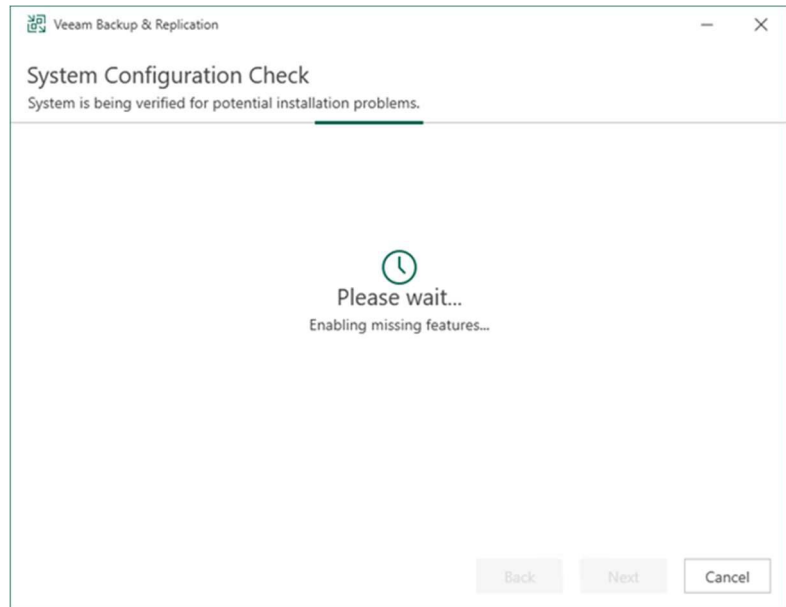 Veeam Backup & Replication
System Configuration Check
System is being verified for potential installation problems.
Please wait...
Enabling missing features...
Back
Next
Cancel